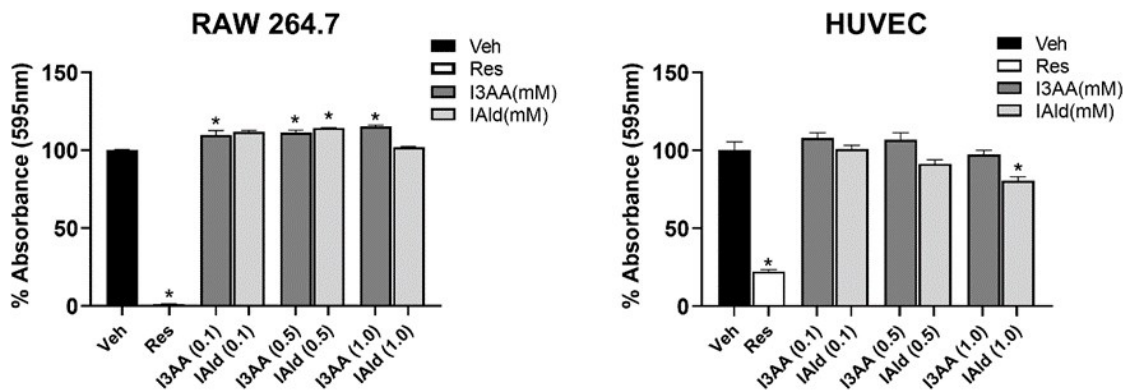 RAW 264.7
Veh
Res
I3AA(mM)
IAld(mM)
% Absorbance (595nm)
150
100
50
0
*
*
*
*
*
Veh
Res
I3AA (0.1)
IAld (0.1)
I3AA (0.5)
IAld (0.5)
I3AA (1.0)
IAld (1.0)
HUVEC
Veh
Res
I3AA(mM)
IAld(mM)
% Absorbance (595nm)
150
100
50
0
*
*
Veh
Res
I3AA (0.1)
IAld (0.1)
I3AA (0.5)
IAld (0.5)
I3AA (1.0)
IAld (1.0)